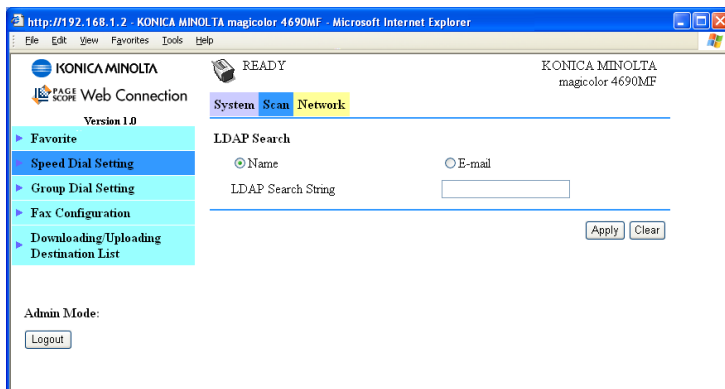 http://192.168.1.2 - KONICA MINOLTA magicolor 4690MF - Microsoft Internet Explorer
File Edit View Favorites Tools Help
KONICA MINOLTA
READY
KONICA MINOLTA
magicolor 4690MF
PAGE SCOPE Web Connection
System Scan Network
Version 1.0
Favorite
Speed Dial Setting
Group Dial Setting
Fax Configuration
Downloading/Uploading
Destination List
LDAP Search
Name E-mail
LDAP Search String
Apply Clear
Admin Mode:
Logout